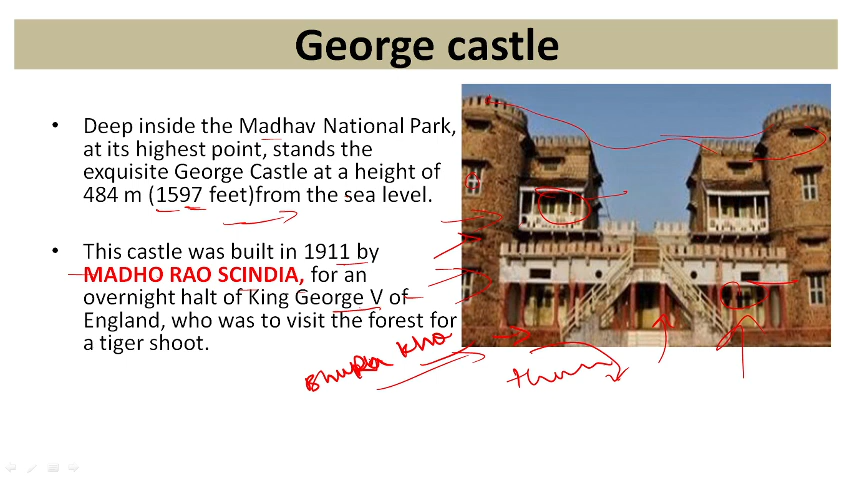 George castle
• Deep inside the Madhav National Park,
at its highest point, stands the
exquisite George Castle at a height of
484 m (1597 feet)from the sea level.
• This castle was built in 1911 by
MADHO RAO SCINDIA, for an
overnight halt of King George V of
England, who was to visit the forest for
a tiger shoot.